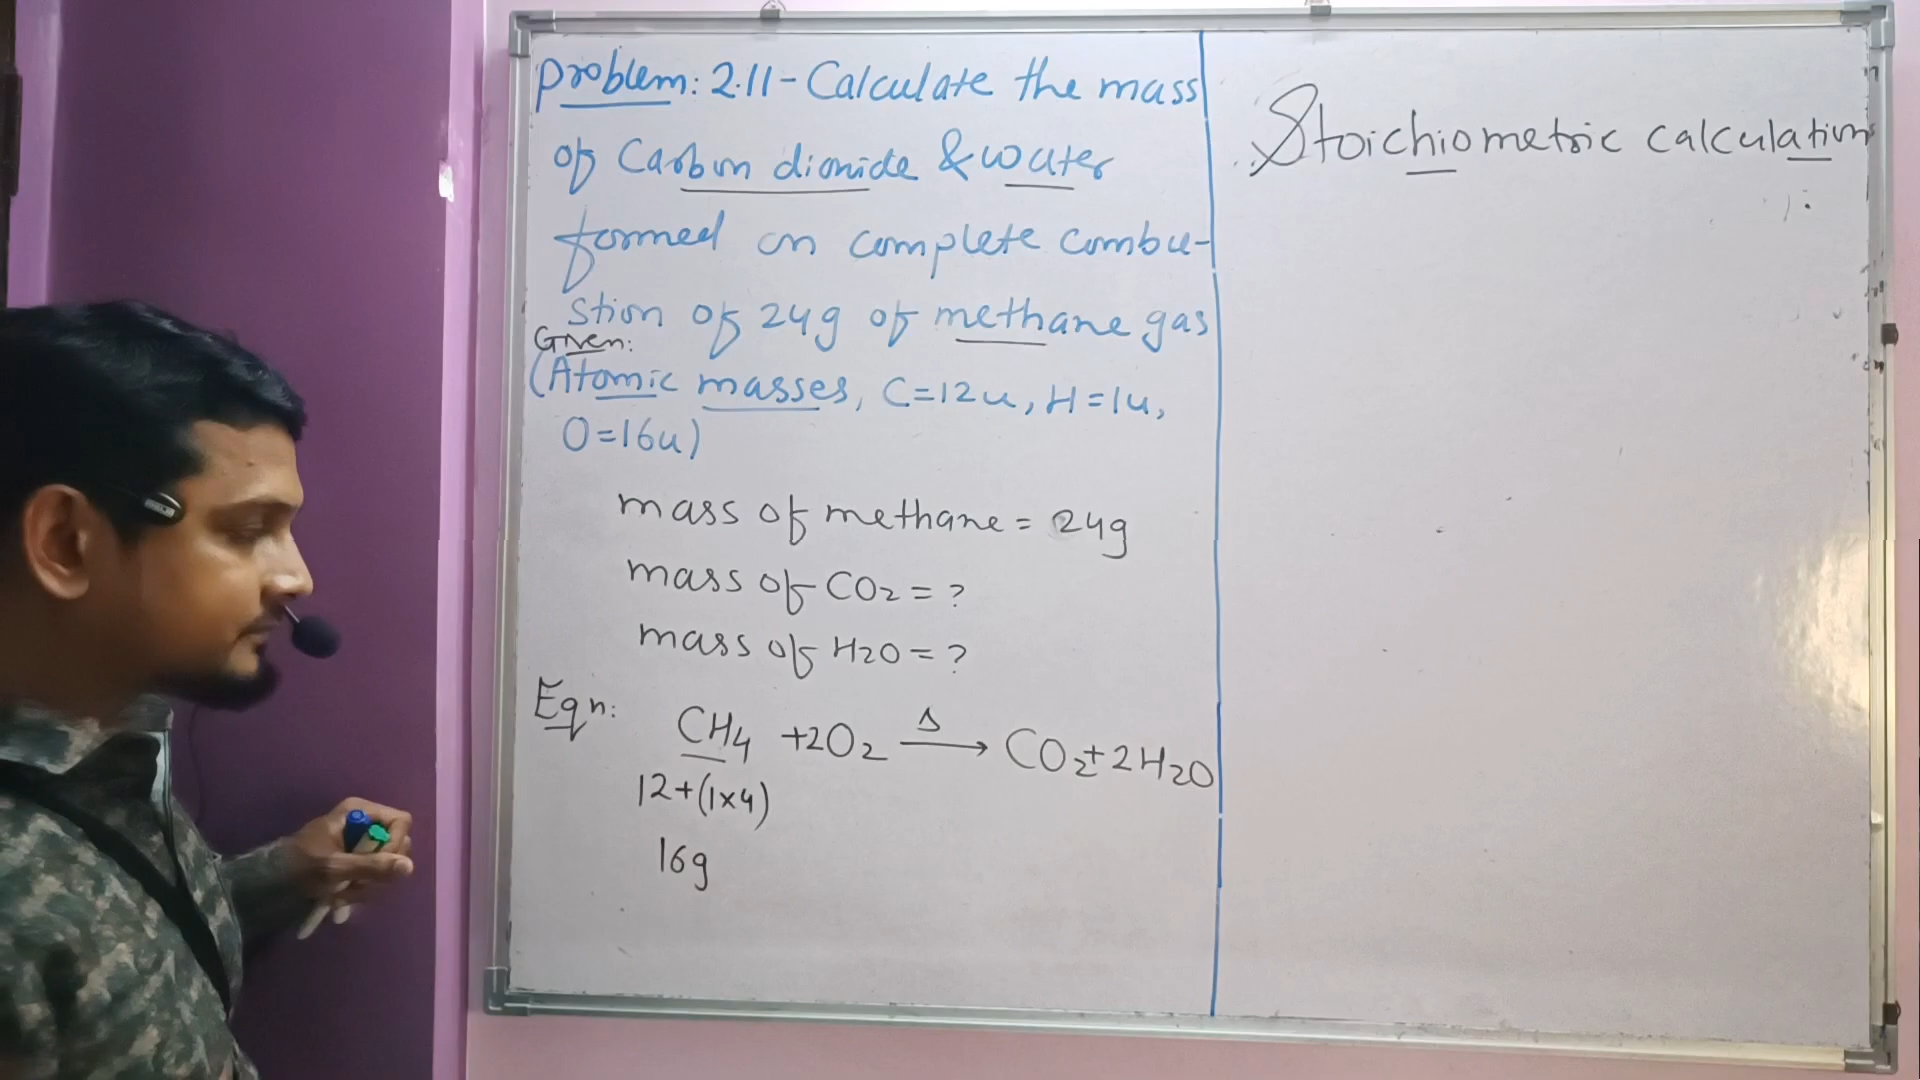 Problem: 2.11 - Calculate the mass
of Carbon dioxide & water
formed on complete combu-
stion of 24g of methane gas
Given:
(Atomic masses, C=12u, H=1u,
O=16u)
mass of methane = 24g
mass of CO2 = ?
mass of H2O = ?
Eqn:
Δ
CH4 +2O2 → CO2+2H2O
12+(1×4)
16g
Stoichiometric calculations
: